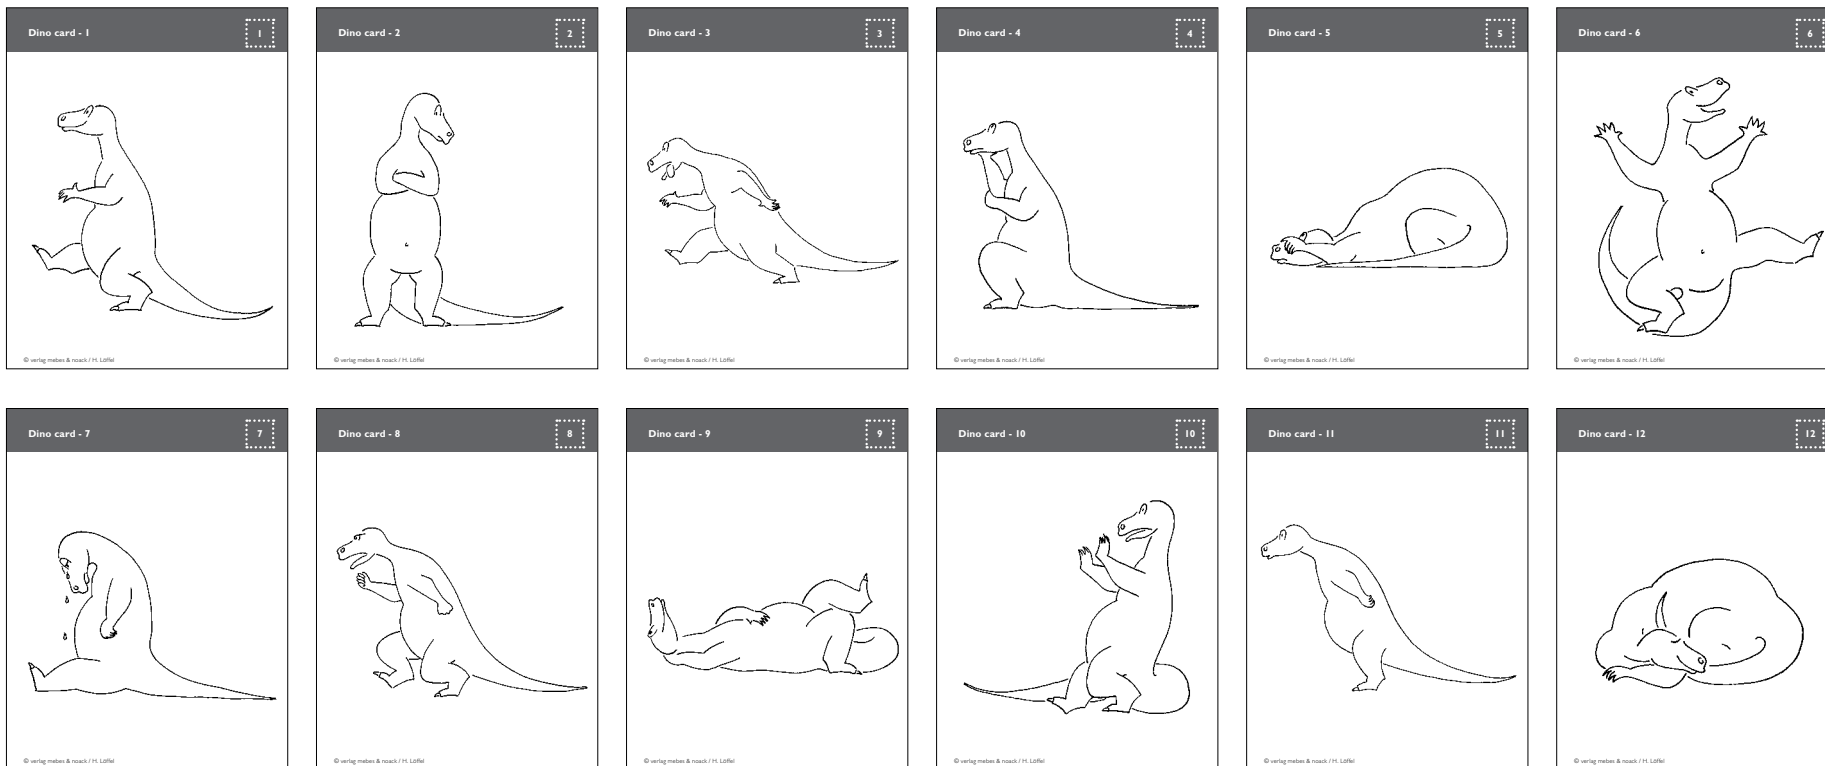 Dino card - 1
1
Dino card - 2
2
Dino card - 3
3
Dino card - 4
4
Dino card - 5
5
Dino card - 6
6
© verlag mebes & noack / H. Löffel
© verlag mebes & noack / H. Löffel
© verlag mebes & noack / H. Löffel
© verlag mebes & noack / H. Löffel
© verlag mebes & noack / H. Löffel
© verlag mebes & noack / H. Löffel
Dino card - 7
7
Dino card - 8
8
Dino card - 9
9
Dino card - 10
10
Dino card - 11
11
Dino card - 12
12
© verlag mebes & noack / H. Löffel
© verlag mebes & noack / H. Löffel
© verlag mebes & noack / H. Löffel
© verlag mebes & noack / H. Löffel
© verlag mebes & noack / H. Löffel
© verlag mebes & noack / H. Löffel